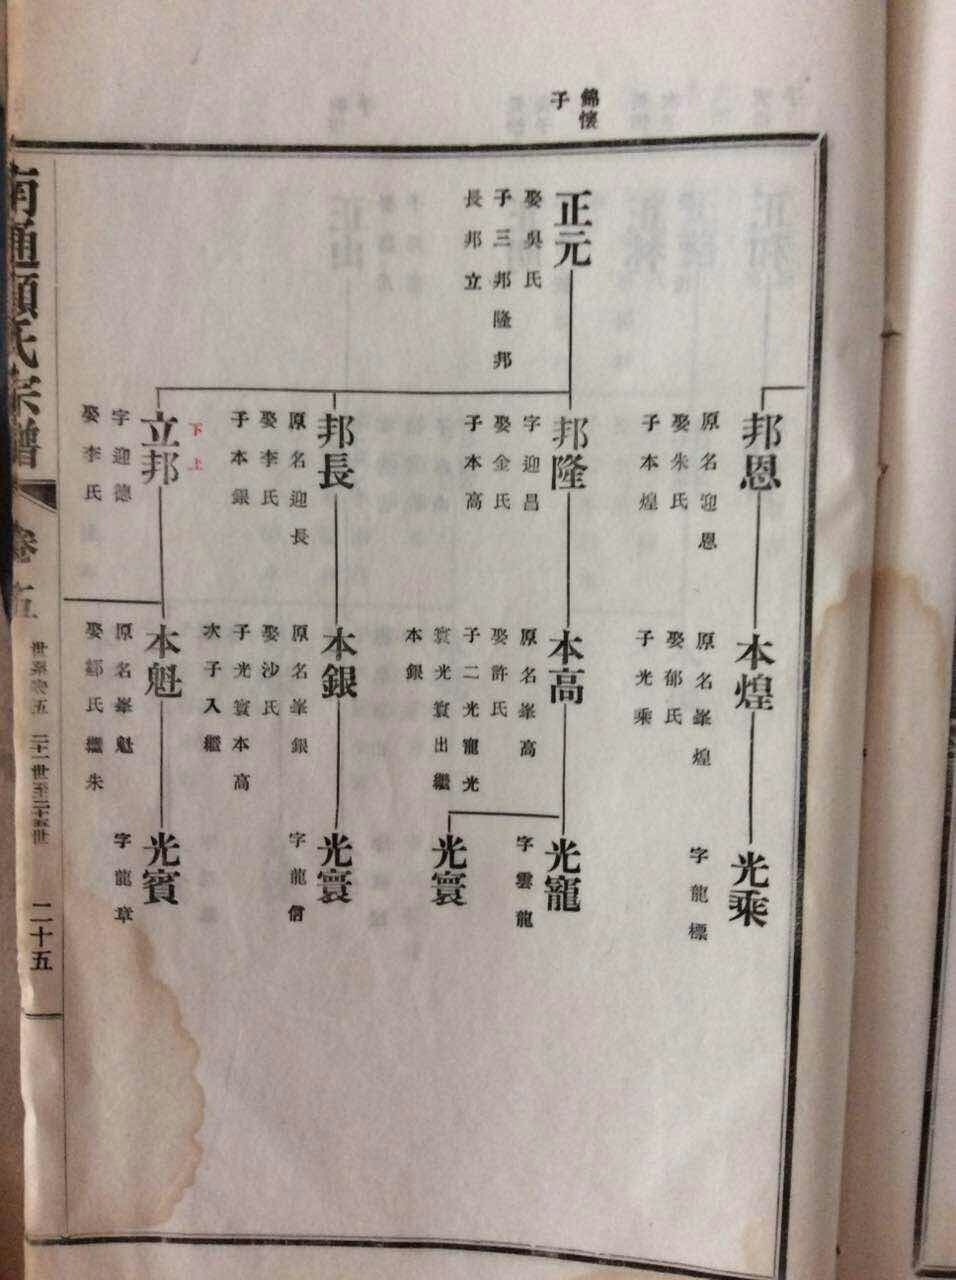 錦懷
子
正元
娶吳氏
子三邦隆邦
長邦立
邦恩
原名迎恩
娶朱氏
子本煌
邦隆
字迎昌
娶金氏
子本高
邦長
原名迎長
娶李氏
子本銀
下上
立邦
字迎德
娶李氏
本煌
原名峯煌
娶郁氏
子光乘
本高
原名峯高
娶許氏
子二光寵光
寰光寰出繼
本銀
本銀
原名峯銀
娶沙氏
子光寰本高
次子入繼
本魁
原名峯魁
娶鄒氏繼朱
光乘
字龍標
光寵
字雲龍
光寰
光寰
字龍信
光賓
字龍章
南通顧氏宗譜
卷五
世系表五 二十一世至二十五世
二十五